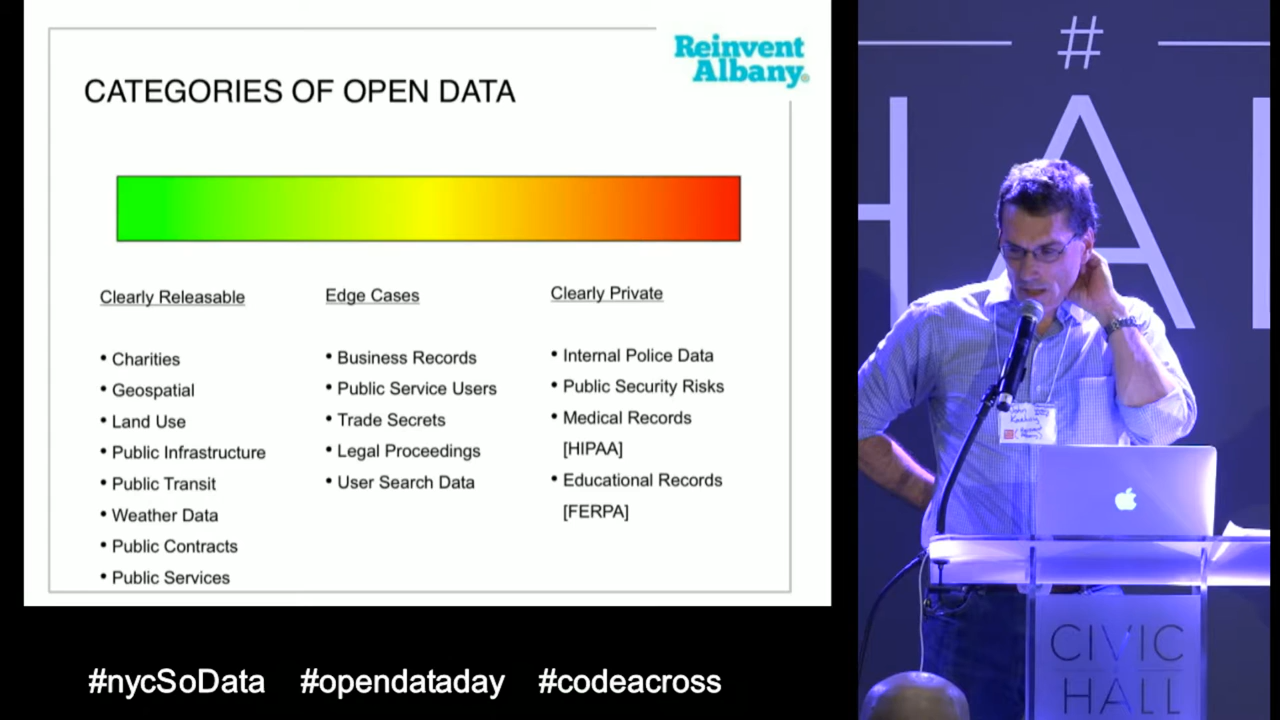 Reinvent
Albany
CATEGORIES OF OPEN DATA
Clearly Releasable
• Charities
• Geospatial
• Land Use
• Public Infrastructure
• Public Transit
• Weather Data
• Public Contracts
• Public Services
Edge Cases
• Business Records
• Public Service Users
• Trade Secrets
• Legal Proceedings
• User Search Data
Clearly Private
• Internal Police Data
• Public Security Risks
• Medical Records
[HIPAA]
• Educational Records
[FERPA]
#nycSoData #opendataday #codeacross
#
HA
John
CIVIC
HALL